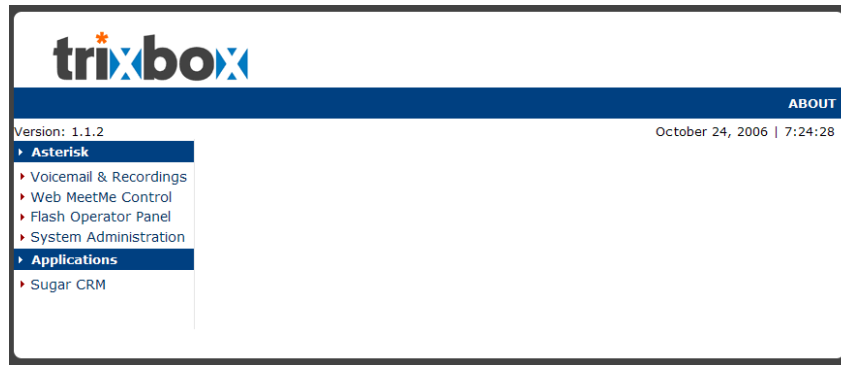 trixbox
ABOUT
Version: 1.1.2
October 24, 2006 | 7:24:28
Asterisk
Voicemail & Recordings
Web MeetMe Control
Flash Operator Panel
System Administration
Applications
Sugar CRM